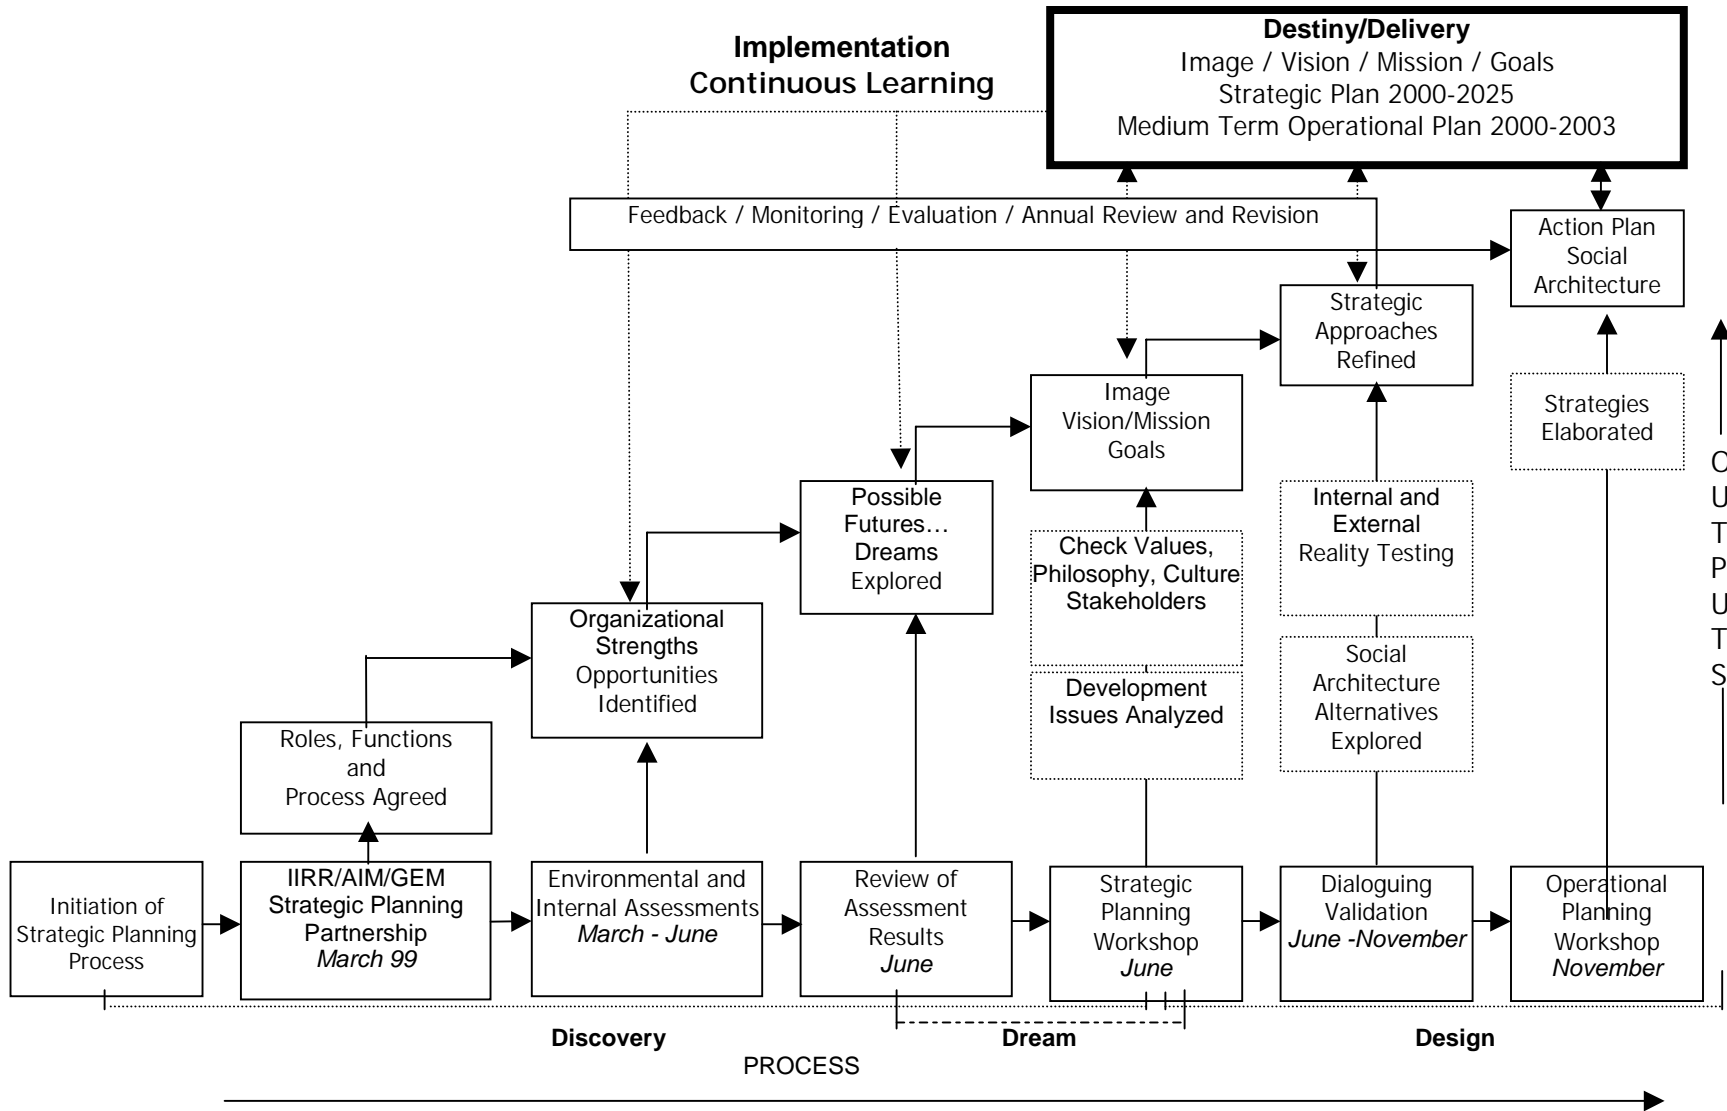 Implementation
Continuous Learning
Destiny/Delivery
Image / Vision / Mission / Goals
Strategic Plan 2000-2025
Medium Term Operational Plan 2000-2003
Feedback / Monitoring / Evaluation / Annual Review and Revision
Action Plan
Social
Architecture
Strategic
Approaches
Refined
Image
Vision/Mission
Goals
Strategies
Elaborated
Possible
Futures…
Dreams
Explored
Internal and
External
Reality Testing
Check Values,
Philosophy, Culture
Stakeholders
Organizational
Strengths
Opportunities
Identified
Social
Architecture
Alternatives
Explored
Development
Issues Analyzed
Roles, Functions
and
Process Agreed
O
U
T
P
U
T
S
Initiation of
Strategic Planning
Process
IIRR/AIM/GEM
Strategic Planning
Partnership
March 99
Environmental and
Internal Assessments
March - June
Review of
Assessment
Results
June
Strategic
Planning
Workshop
June
Dialoguing
Validation
June -November
Operational
Planning
Workshop
November
Discovery
Dream
Design
PROCESS